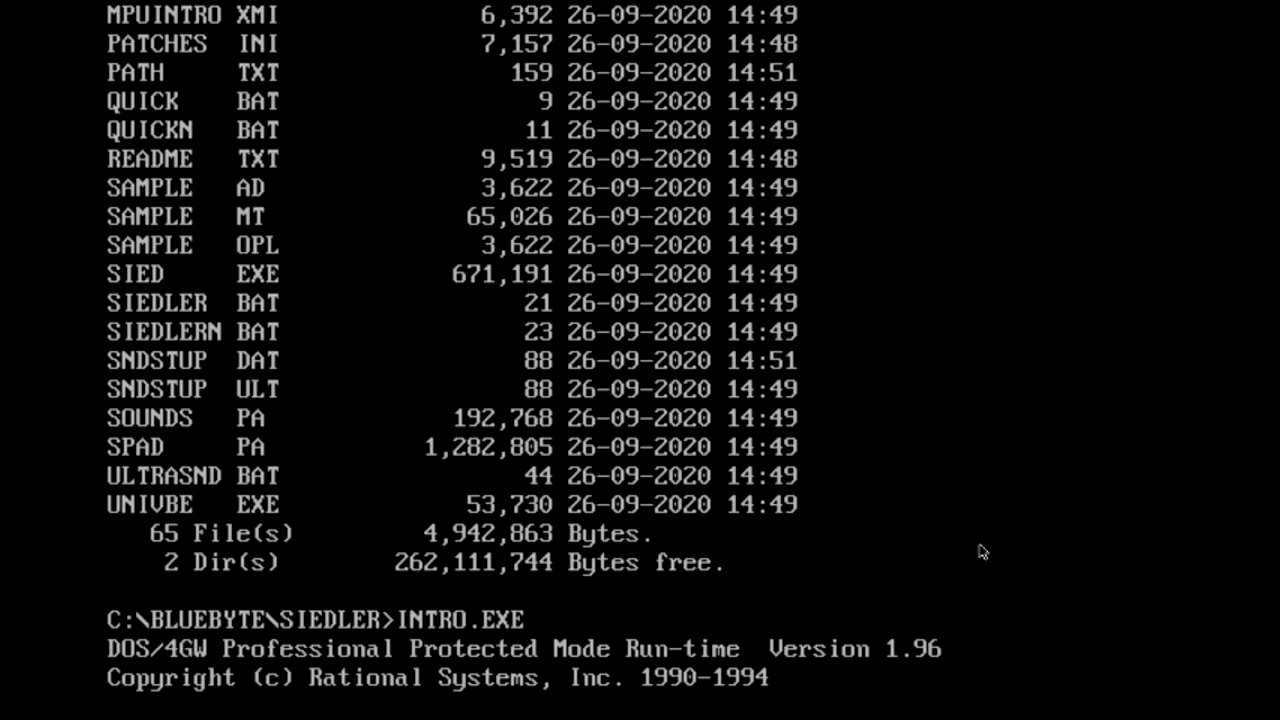 MPUINTRO XMI 6,392 26-09-2020 14:49
PATCHES INI 7,157 26-09-2020 14:48
PATH TXT 159 26-09-2020 14:51
QUICK BAT 9 26-09-2020 14:49
QUICKN BAT 11 26-09-2020 14:49
README TXT 9,519 26-09-2020 14:48
SAMPLE AD 3,622 26-09-2020 14:49
SAMPLE MT 65,026 26-09-2020 14:49
SAMPLE OPL 3,622 26-09-2020 14:49
SIED EXE 671,191 26-09-2020 14:49
SIEDLER BAT 21 26-09-2020 14:49
SIEDLERN BAT 23 26-09-2020 14:49
SNDSTUP DAT 88 26-09-2020 14:51
SNDSTUP ULT 88 26-09-2020 14:49
SOUNDS PA 192,768 26-09-2020 14:49
SPAD PA 1,282,805 26-09-2020 14:49
ULTRASND BAT 44 26-09-2020 14:49
UNIVBE EXE 53,730 26-09-2020 14:49
65 File(s) 4,942,863 Bytes.
2 Dir(s) 262,111,744 Bytes free.
C:\BLUEBYTE\SIEDLER>INTRO.EXE
DOS/4GW Professional Protected Mode Run-time Version 1.96
Copyright (c) Rational Systems, Inc. 1990-1994